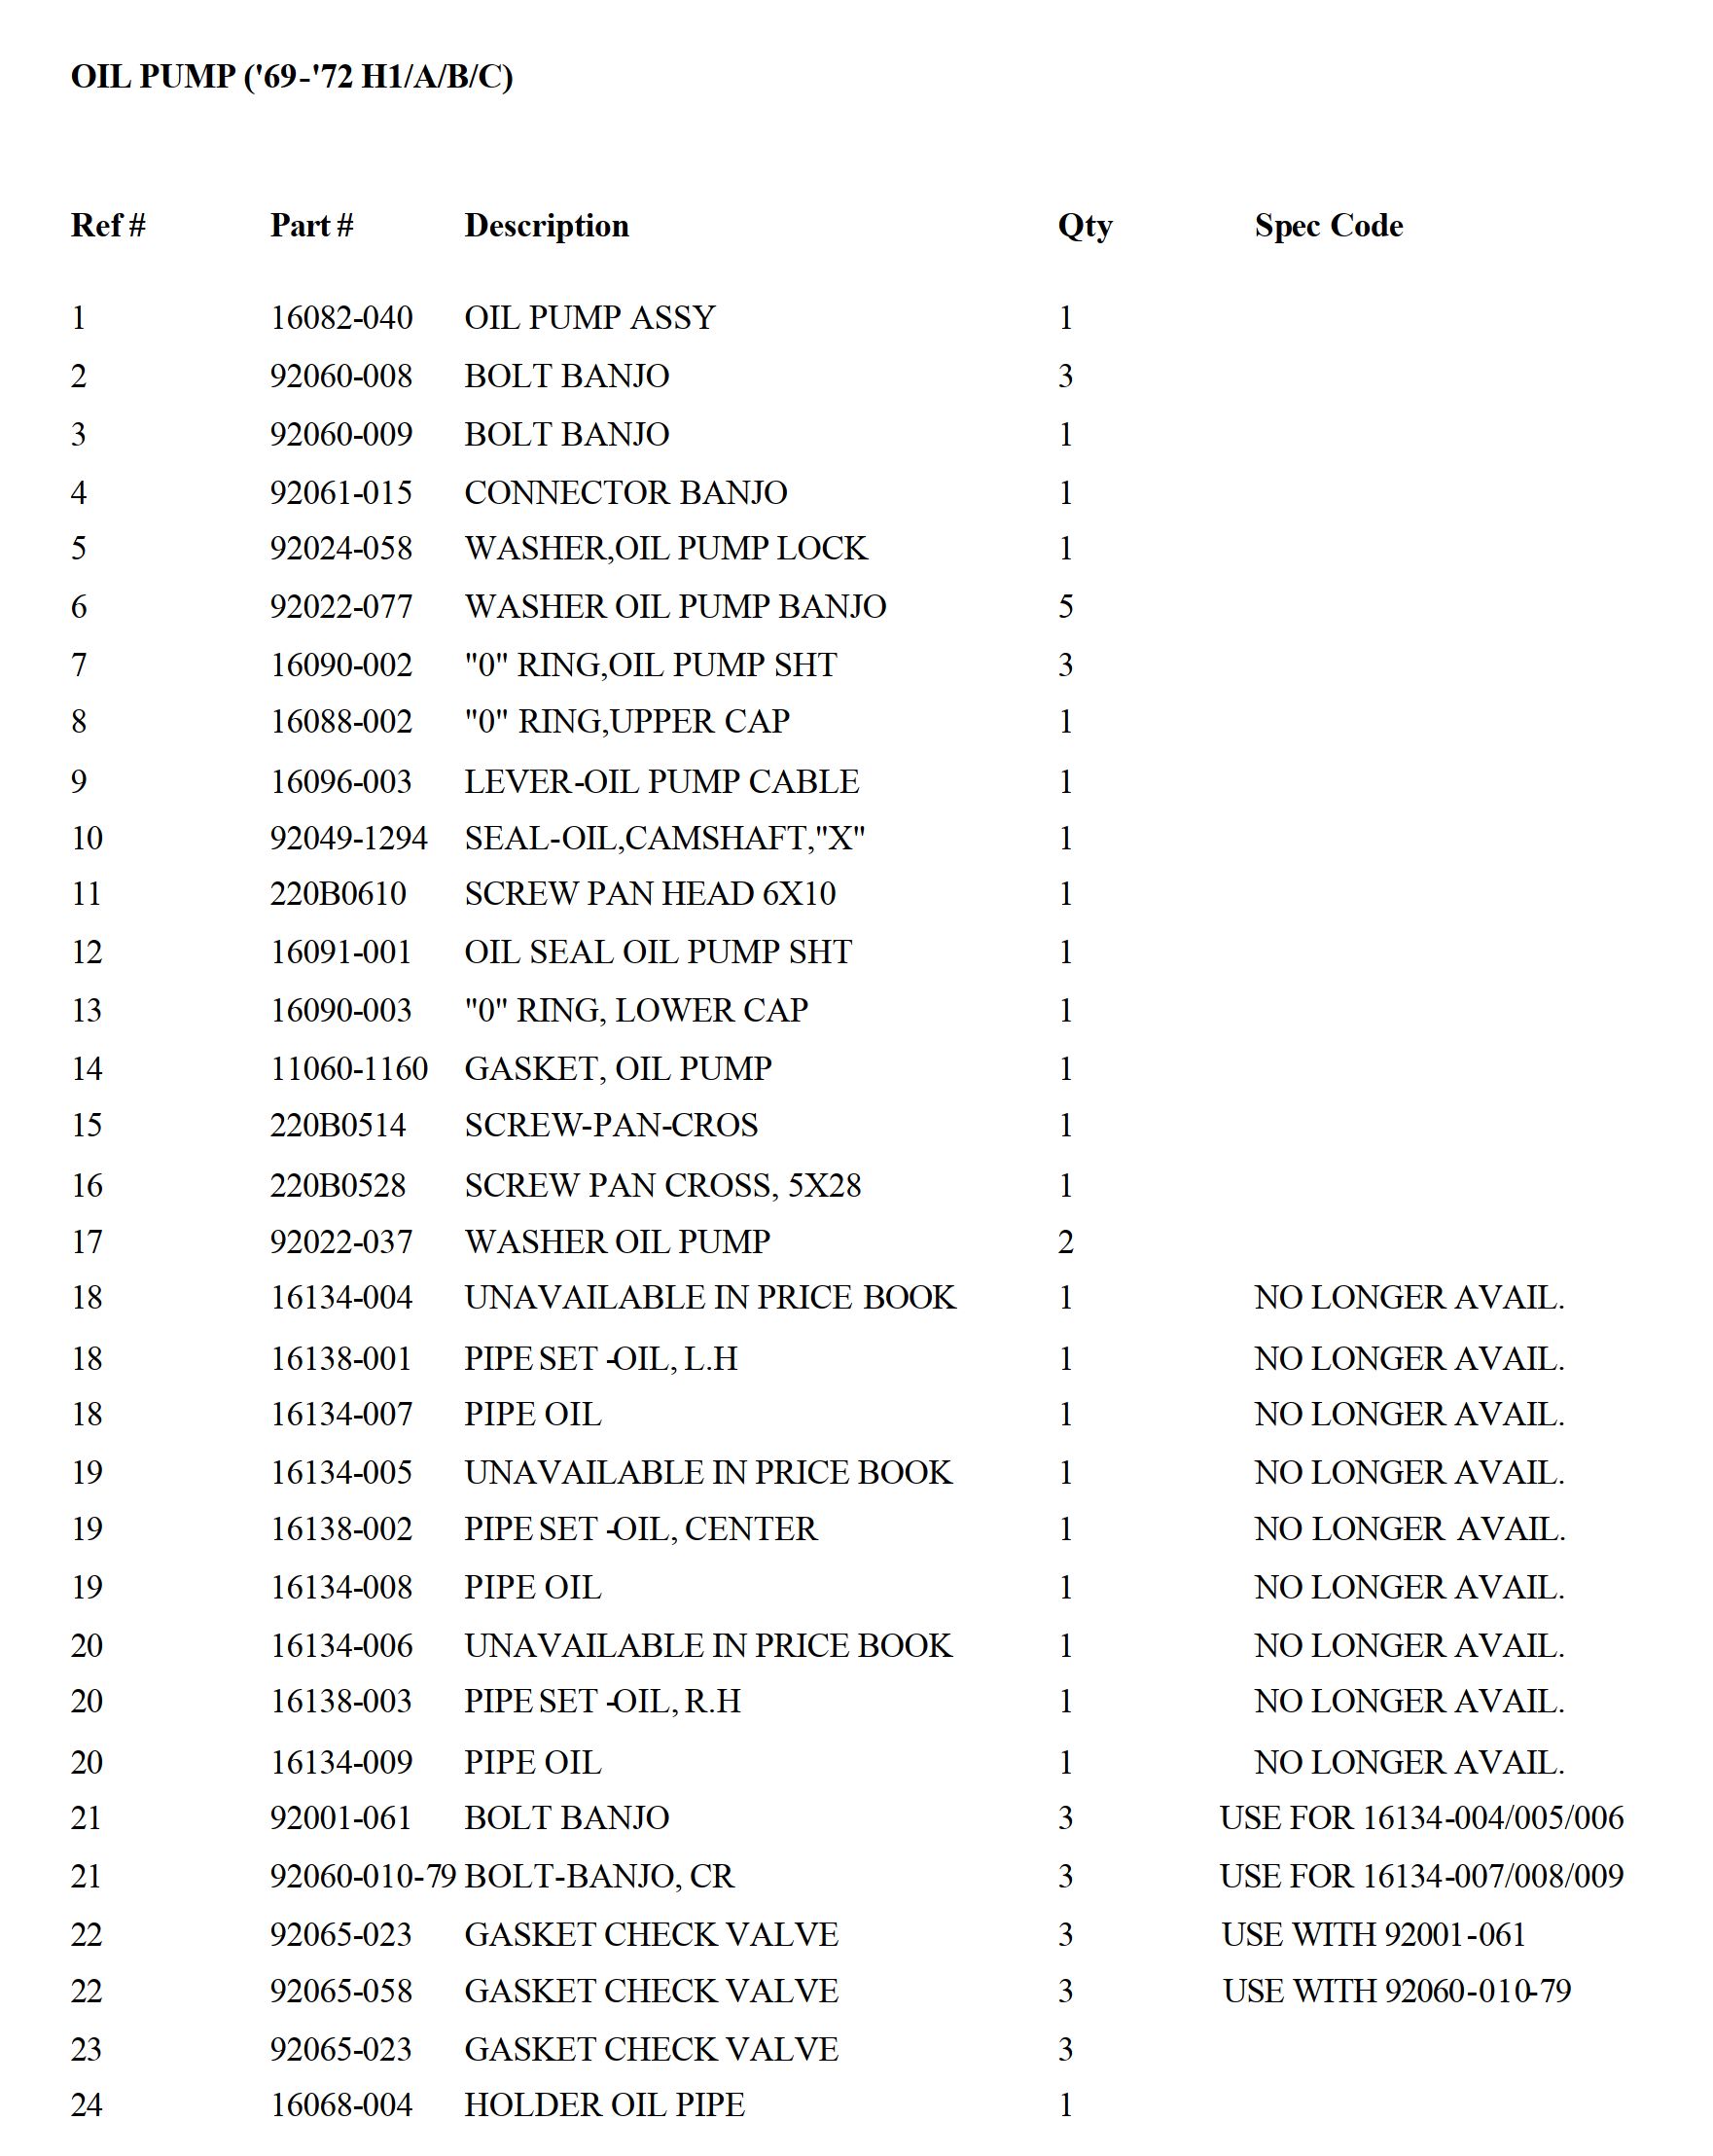 OIL PUMP ('69-'72 H1/A/B/C)
Ref # Part # Description Qty Spec Code
1 16082-040 OIL PUMP ASSY 1
2 92060-008 BOLT BANJO 3
3 92060-009 BOLT BANJO 1
4 92061-015 CONNECTOR BANJO 1
5 92024-058 WASHER,OIL PUMP LOCK 1
6 92022-077 WASHER OIL PUMP BANJO 5
7 16090-002 "0" RING,OIL PUMP SHT 3
8 16088-002 "0" RING,UPPER CAP 1
9 16096-003 LEVER-OIL PUMP CABLE 1
10 92049-1294 SEAL-OIL,CAMSHAFT,"X" 1
11 220B0610 SCREW PAN HEAD 6X10 1
12 16091-001 OIL SEAL OIL PUMP SHT 1
13 16090-003 "0" RING, LOWER CAP 1
14 11060-1160 GASKET, OIL PUMP 1
15 220B0514 SCREW-PAN-CROS 1
16 220B0528 SCREW PAN CROSS, 5X28 1
17 92022-037 WASHER OIL PUMP 2
18 16134-004 UNAVAILABLE IN PRICE BOOK 1 NO LONGER AVAIL.
18 16138-001 PIPE SET -OIL, L.H 1 NO LONGER AVAIL.
18 16134-007 PIPE OIL 1 NO LONGER AVAIL.
19 16134-005 UNAVAILABLE IN PRICE BOOK 1 NO LONGER AVAIL.
19 16138-002 PIPE SET -OIL, CENTER 1 NO LONGER AVAIL.
19 16134-008 PIPE OIL 1 NO LONGER AVAIL.
20 16134-006 UNAVAILABLE IN PRICE BOOK 1 NO LONGER AVAIL.
20 16138-003 PIPE SET -OIL, R.H 1 NO LONGER AVAIL.
20 16134-009 PIPE OIL 1 NO LONGER AVAIL.
21 92001-061 BOLT BANJO 3 USE FOR 16134-004/005/006
21 92060-010-79 BOLT-BANJO, CR 3 USE FOR 16134-007/008/009
22 92065-023 GASKET CHECK VALVE 3 USE WITH 92001-061
22 92065-058 GASKET CHECK VALVE 3 USE WITH 92060-010-79
23 92065-023 GASKET CHECK VALVE 3
24 16068-004 HOLDER OIL PIPE 1